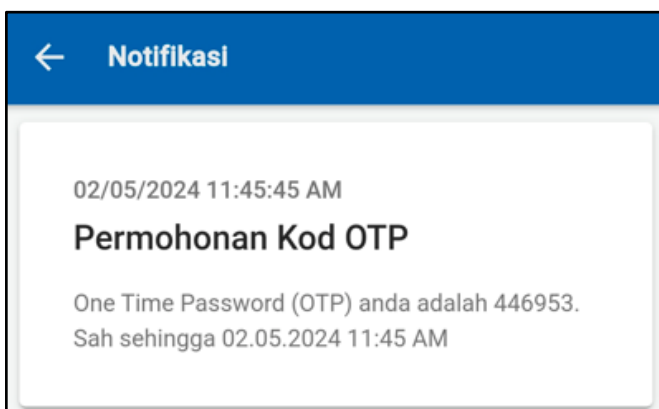 Notifikasi
02/05/2024 11:45:45 AM
Permohonan Kod OTP
One Time Password (OTP) anda adalah 446953.
Sah sehingga 02.05.2024 11:45 AM